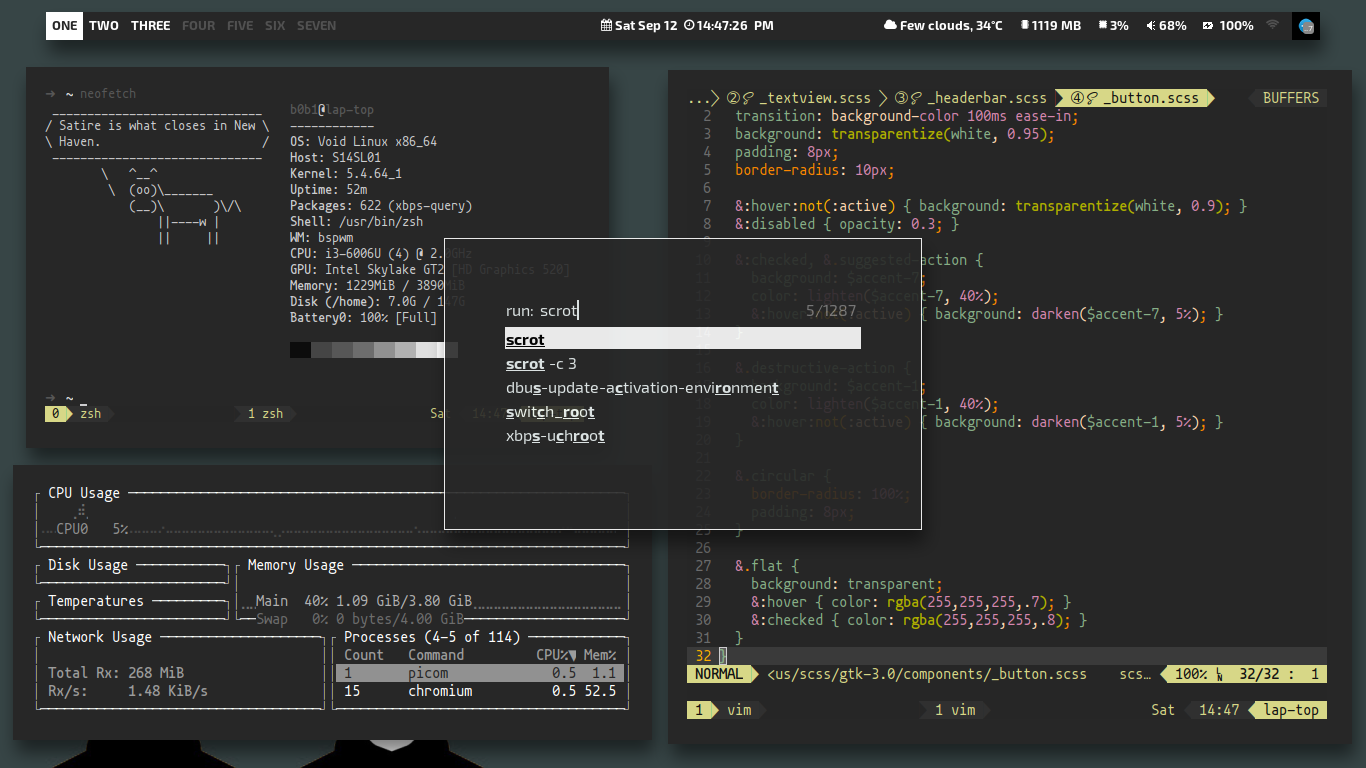 ONE TWO THREE FOUR FIVE SIX SEVEN
Sat Sep 12 14:47:26 PM
Few clouds, 34°C 1119 MB 3% 68% 100%
→ ~ neofetch
______________________________
/ Satire is what closes in New \
\ Haven. /
------------------------------
\ ^__^
\ (oo)\_______
(__)\ )\/\
||----w |
|| ||
b0b1@lap-top
------------
OS: Void Linux x86_64
Host: S14SL01
Kernel: 5.4.64_1
Uptime: 52m
Packages: 622 (xbps-query)
Shell: /usr/bin/zsh
WM: bspwm
CPU: i3-6006U (4) @ 2.0GHz
GPU: Intel Skylake GT2 [HD Graphics 520]
Memory: 1229MiB / 3890MiB
Disk (/home): 7.0G / 147G
Battery0: 100% [Full]
→ ~ _
0 zsh 1 zsh Sat 14:47
run: scrot 5/1287
scrot
scrot -c 3
dbus-update-activation-environment
switch_root
xbps-uchroot
CPU Usage
CPU0 5%
Disk Usage
Memory Usage
Temperatures
Main 40% 1.09 GiB/3.80 GiB
Swap 0% 0 bytes/4.00 GiB
Network Usage
Total Rx: 268 MiB
Rx/s: 1.48 KiB/s
Processes (4-5 of 114)
Count Command CPU%▼ Mem%
1 picom 0.5 1.1
15 chromium 0.5 52.5
...> ② _textview.scss > ③ _headerbar.scss ④ _button.scss BUFFERS
2 transition: background-color 100ms ease-in;
3 background: transparentize(white, 0.95);
4 padding: 8px;
5 border-radius: 10px;
6
7 &:hover:not(:active) { background: transparentize(white, 0.9); }
8 &:disabled { opacity: 0.3; }
10 &:checked, &.suggested-action {
11 background: $accent-7;
12 color: lighten($accent-7, 40%);
13 &:hover:not(:active) { background: darken($accent-7, 5%); }
14 }
15
&.destructive-action {
background: $accent-1;
18 color: lighten($accent-1, 40%);
19 &:hover:not(:active) { background: darken($accent-1, 5%); }
20 }
22 &.circular {
23 border-radius: 100%;
24 padding: 8px;
25 }
26
27 &.flat {
28 background: transparent;
29 &:hover { color: rgba(255,255,255,.7); }
30 &:checked { color: rgba(255,255,255,.8); }
31 }
32 }
NORMAL <us/scss/gtk-3.0/components/_button.scss scs… 100% 32/32 : 1
1 vim 1 vim Sat 14:47 lap-top